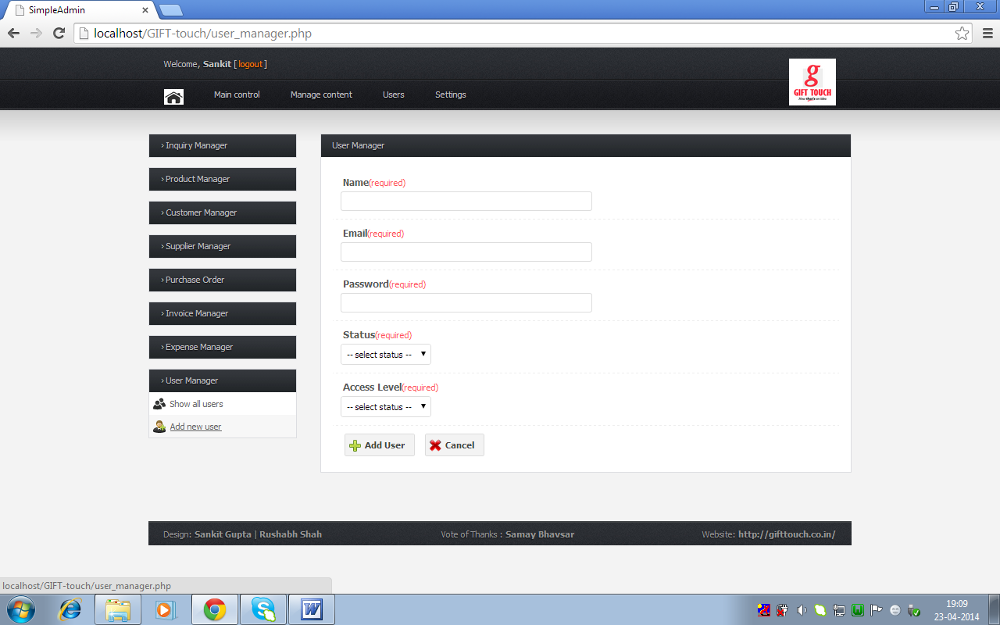 SimpleAdmin
localhost/GIFT-touch/user_manager.php
Welcome, Sankit [ logout ]
g
GIFT TOUCH
Now that's an idea
Main control Manage content Users Settings
› Inquiry Manager
› Product Manager
› Customer Manager
› Supplier Manager
› Purchase Order
› Invoice Manager
› Expense Manager
› User Manager
Show all users
Add new user
User Manager
Name(required)
Email(required)
Password(required)
Status(required)
-- select status --
Access Level(required)
-- select status --
Add User Cancel
Design: Sankit Gupta | Rushabh Shah Vote of Thanks : Samay Bhavsar Website: http://gifttouch.co.in/
localhost/GIFT-touch/user_manager.php
19:09
23-04-2014